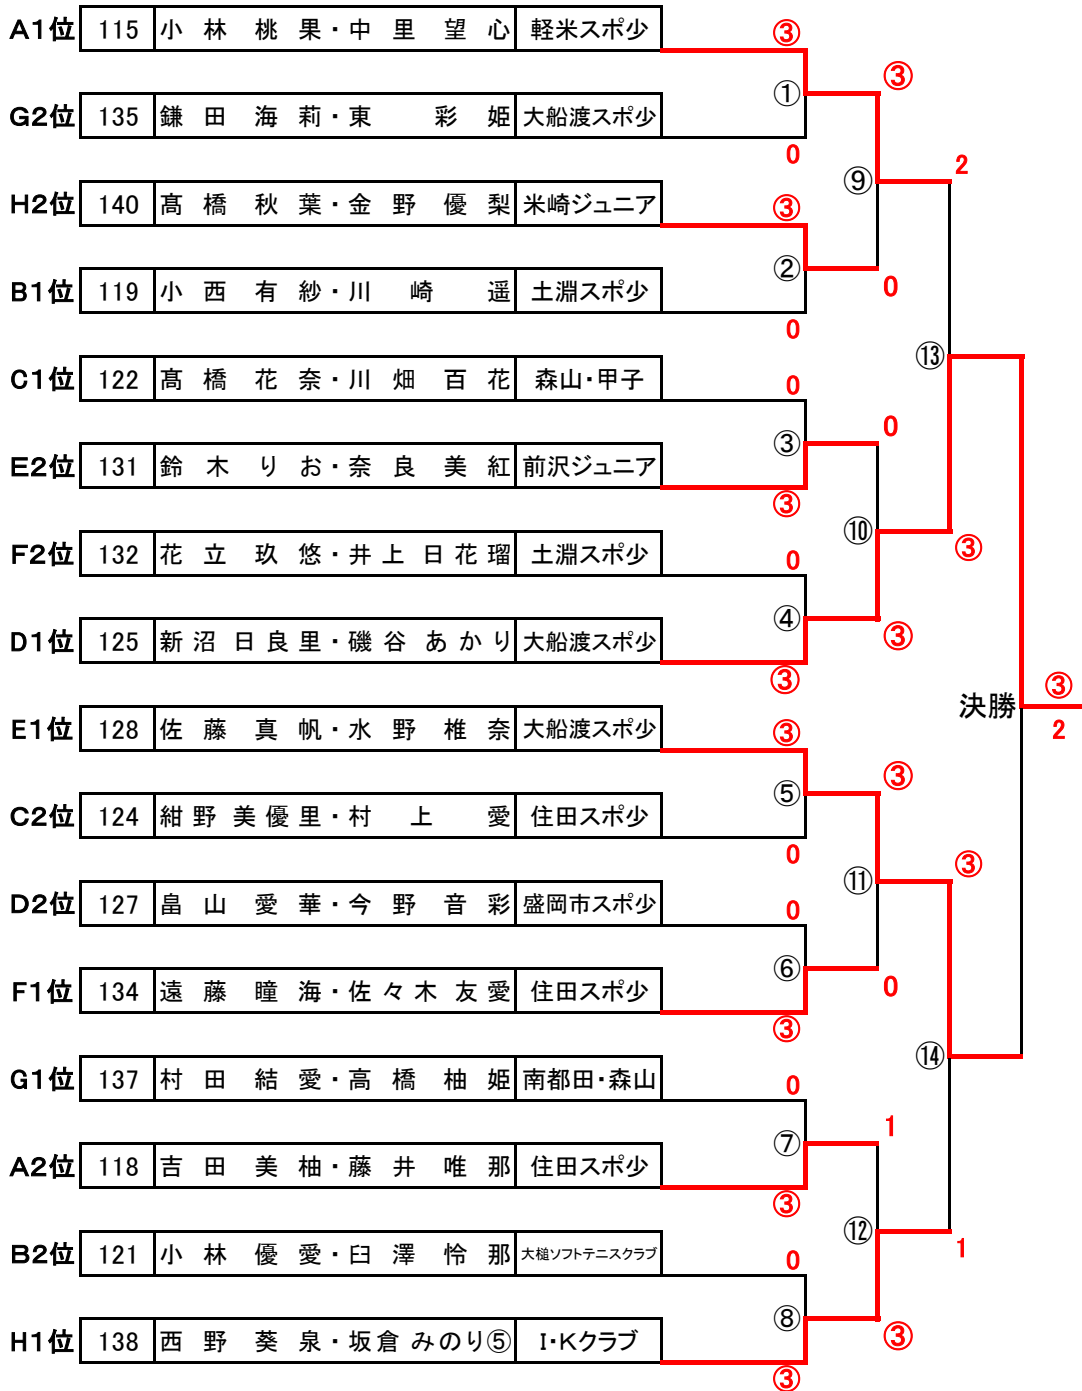 A1位 115 小林桃果・中里望心 軽米スポ少 ③
① ③
G2位 135 鎌田海莉・東彩姫 大船渡スポ少
0
⑨ 2
H2位 140 髙橋秋葉・金野優梨 米崎ジュニア ③
② 0
B1位 119 小西有紗・川崎遥 土淵スポ少
0
⑬
C1位 122 髙橋花奈・川畑百花 森山・甲子 0
③ 0
E2位 131 鈴木りお・奈良美紅 前沢ジュニア
③
⑩ ③
F2位 132 花立玖悠・井上日花瑠 土淵スポ少 0
④ ③
D1位 125 新沼日良里・磯谷あかり 大船渡スポ少
③
決勝 ③
2
E1位 128 佐藤真帆・水野椎奈 大船渡スポ少 ③
⑤ ③
C2位 124 紺野美優里・村上愛 住田スポ少
0
⑪ ③
D2位 127 畠山愛華・今野音彩 盛岡市スポ少 0
⑥ 0
F1位 134 遠藤瞳海・佐々木友愛 住田スポ少
③
⑭
G1位 137 村田結愛・高橋柚姫 南都田・森山 0
⑦ 1
A2位 118 吉田美柚・藤井唯那 住田スポ少
③
⑫ 1
B2位 121 小林優愛・臼澤怜那 大槌ソフトテニスクラブ 0
⑧ ③
H1位 138 西野葵泉・坂倉みのり⑤ I・Kクラブ
③